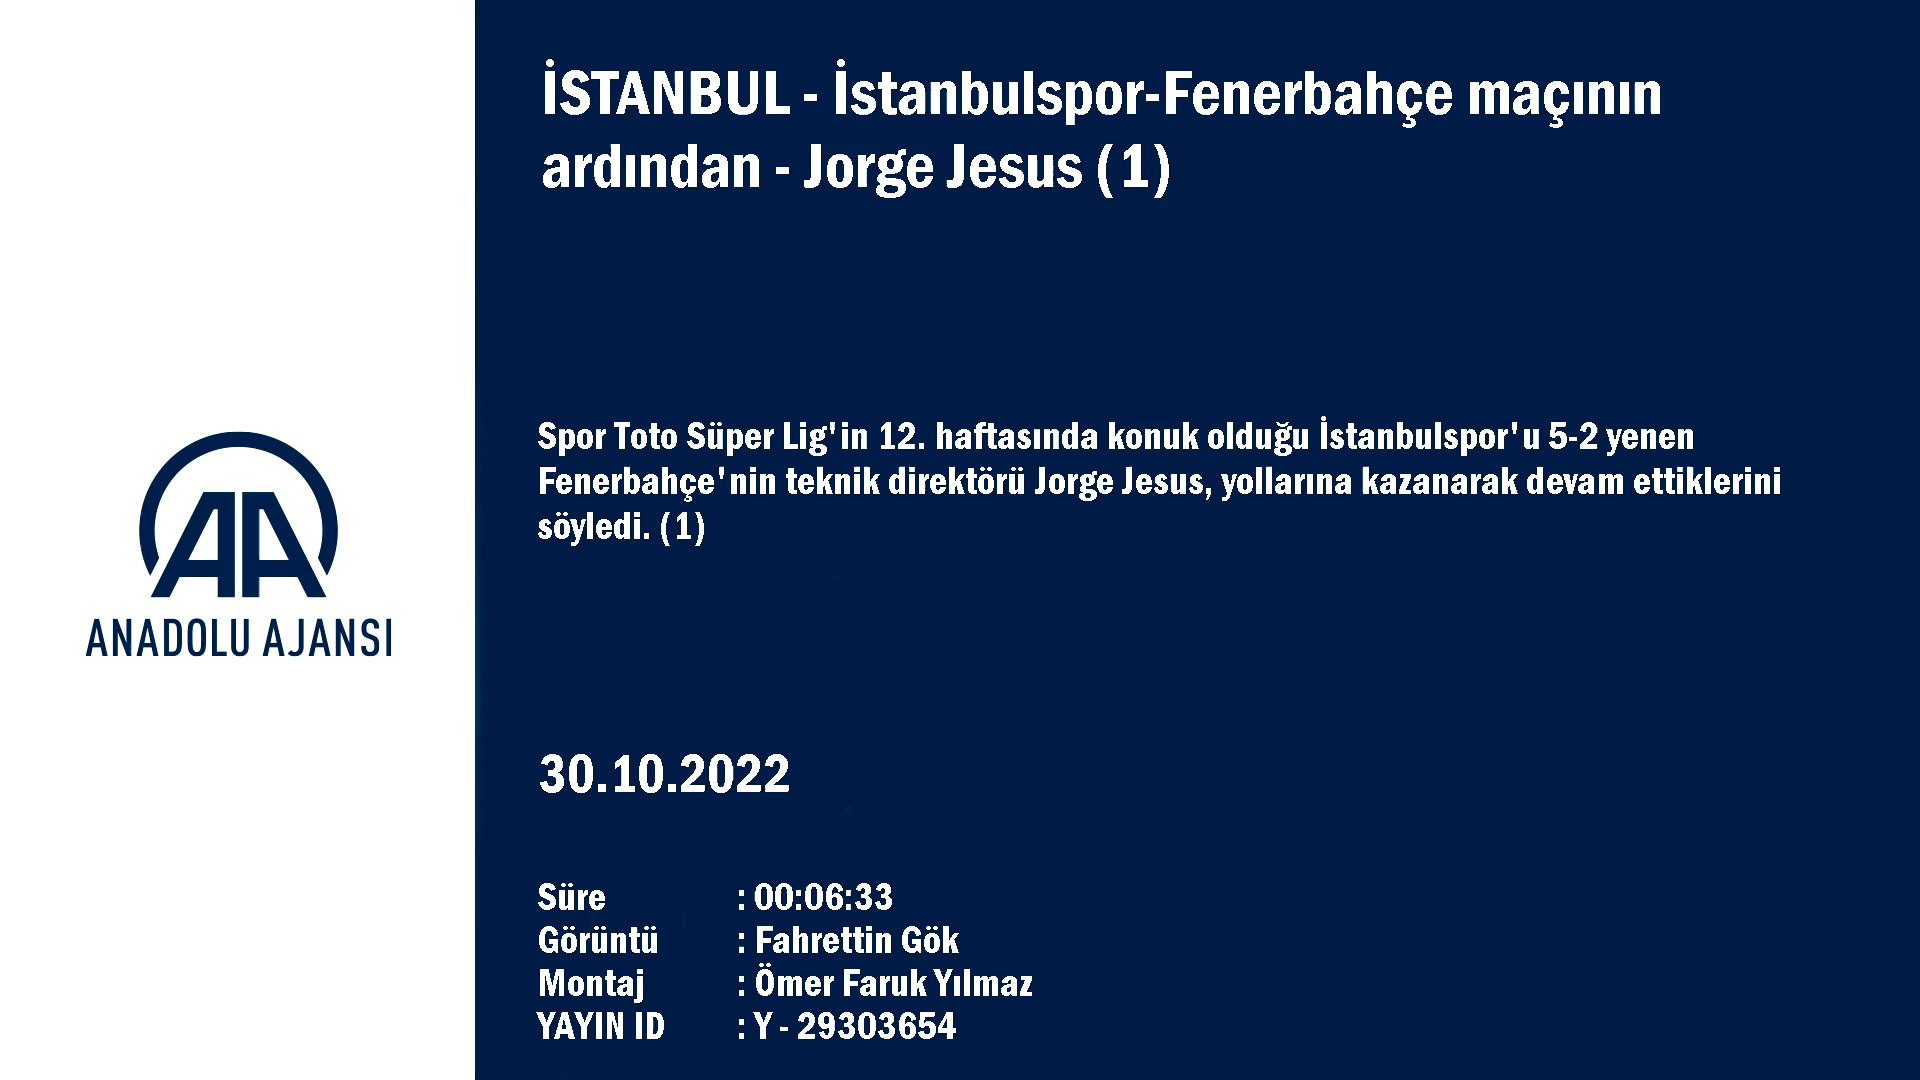 İSTANBUL - İstanbulspor-Fenerbahçe maçının
ardından - Jorge Jesus (1)
Spor Toto Süper Lig'in 12. haftasında konuk olduğu İstanbulspor'u 5-2 yenen
Fenerbahçe'nin teknik direktörü Jorge Jesus, yollarına kazanarak devam ettiklerini
söyledi. (1)
AA
ANADOLU AJANSI
30.10.2022
Süre : 00:06:33
Görüntü : Fahrettin Gök
Montaj : Ömer Faruk Yılmaz
YAYIN ID : Y - 29303654